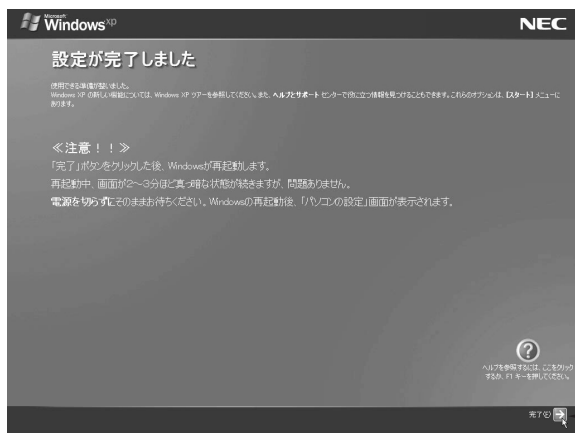 Microsoft
Windows xp
NEC
設定が完了しました
使用できる準備が整いました。
Windows XP の新しい機能については、Windows XP ツアーを参照してください。また、ヘルプとサポート センターで役に立つ情報を見つけることもできます。これらのオプションは、[スタート] メニューに
あります。
≪注意！！≫
「完了」ボタンをクリックした後、Windowsが再起動します。
再起動中、画面が2～3分ほど真っ暗な状態が続きますが、問題ありません。
電源を切らずにそのままお待ちください。Windowsの再起動後、「パソコンの設定」画面が表示されます。
ヘルプを参照するには、ここをクリック
するか、F1 キーを押してください。
完了(F)